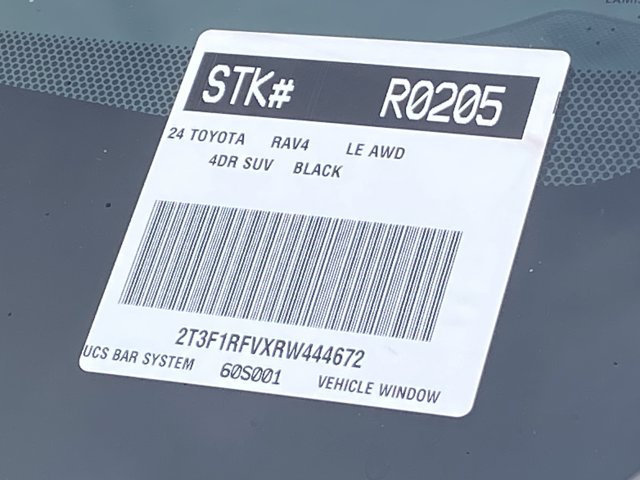 STK# R0205
24 TOYOTA RAV4 LE AWD
4DR SUV BLACK
2T3F1RFVXRW444672
UCS BAR SYSTEM 60S001 VEHICLE WINDOW